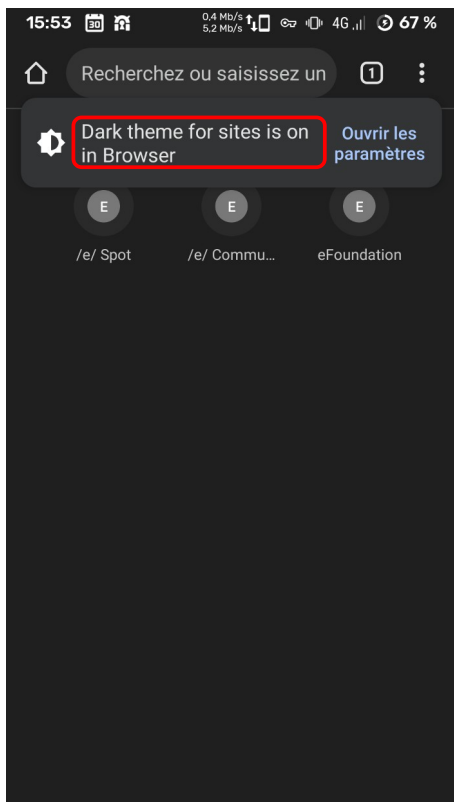 15:53 30 0,4 Mb/s 4G 67 %
5,2 Mb/s
Recherchez ou saisissez un 1
Dark theme for sites is on
in Browser
Ouvrir les
paramètres
E E E
/e/ Spot /e/ Commu... eFoundation